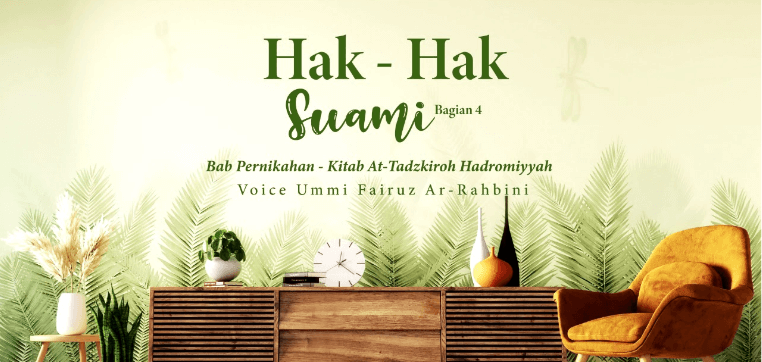 Hak - Hak
Suami Bagian 4
Bab Pernikahan - Kitab At-Tadzkiroh Hadromiyyah
Voice Ummi Fairuz Ar-Rahbini